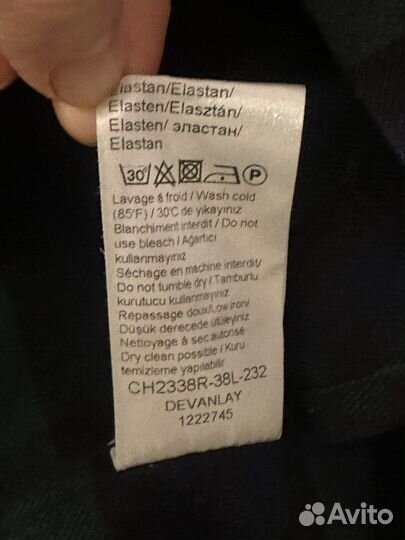 Elastan/Elastan/
Elasten/Elasztán/
Elasten/ эластан/
Elastan
30° P
Lavage à froid / Wash cold
(85°F) / 30°C de yıkayınız
Blanchiment interdit / Do not
use bleach / Ağartıcı
kullanmayınız
Séchage en machine interdit/
Do not tumble dry / Tamburlu
kurutucu kullanmayınız
Repassage doux/Low iron/
Düşük derecede ütüleyiniz
Nettoyage à sec autorisé
Dry clean possible / Kuru
temizleme yapılabilir
CH2338R-38L-232
DEVANLAY
1222745
Avito